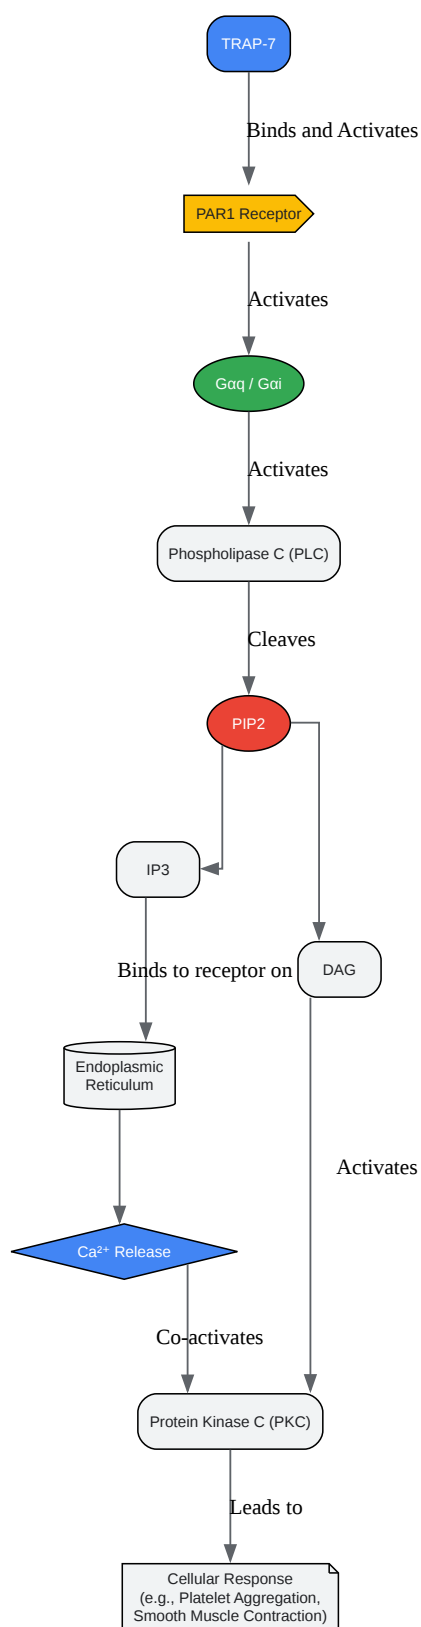 TRAP-7
Binds and Activates
PAR1 Receptor
Activates
Gαq / Gαi
Activates
Phospholipase C (PLC)
Cleaves
PIP2
IP3
Binds to receptor on
DAG
Endoplasmic
Reticulum
Activates
Ca²⁺ Release
Co-activates
Protein Kinase C (PKC)
Leads to
Cellular Response
(e.g., Platelet Aggregation,
Smooth Muscle Contraction)